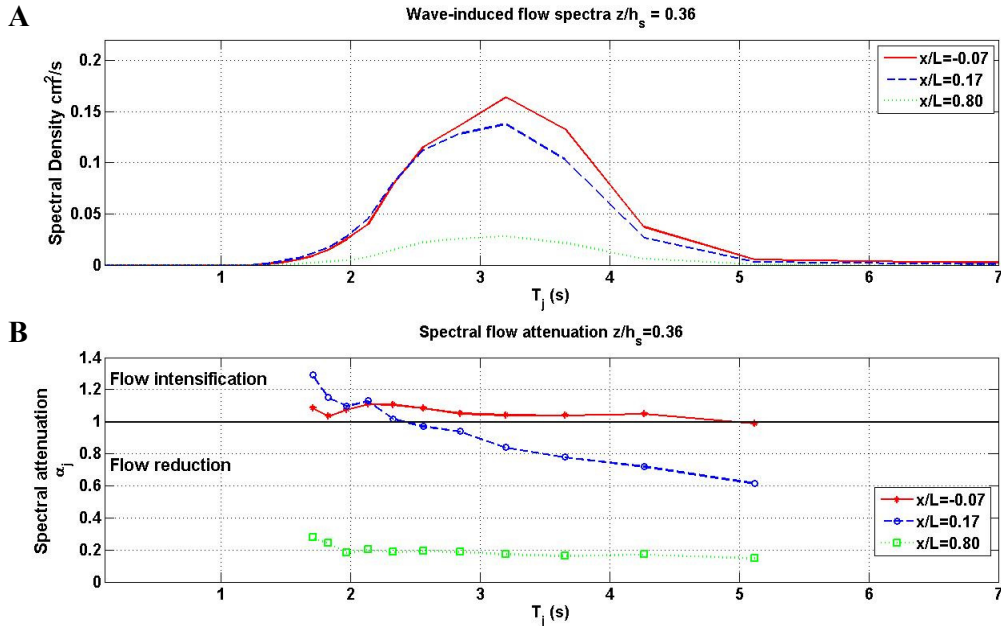 A
Wave-induced flow spectra z/hs = 0.36
Spectral Density cm²/s
0.2
0.15
0.1
0.05
0
x/L=-0.07
x/L=0.17
x/L=0.80
1 2 3 4 5 6 7
Tj (s)
B
Spectral flow attenuation z/hs=0.36
Spectral attenuation
αj
1.4
1.2
1
0.8
0.6
0.4
0.2
0
Flow intensification
Flow reduction
x/L=-0.07
x/L=0.17
x/L=0.80
1 2 3 4 5 6 7
Tj (s)